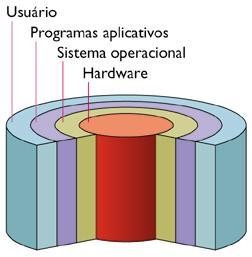 Usuário
Programas aplicativos
Sistema operacional
Hardware